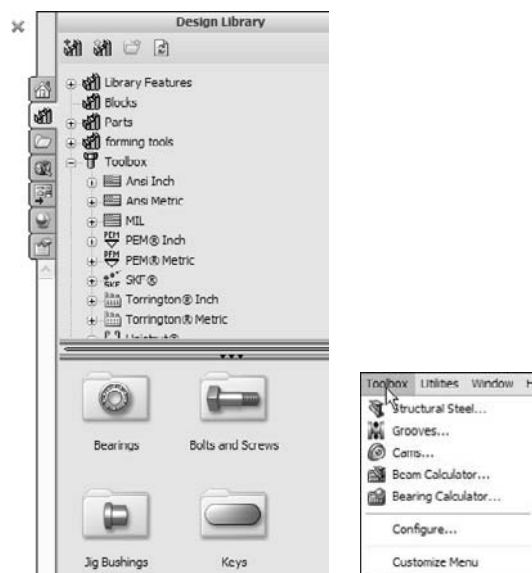 Design Library
Library Features
Blocks
Parts
forming tools
Toolbox
Ansi Inch
Ansi Metric
MIL
PEM® Inch
PEM® Metric
SKF®
Torrington® Inch
Torrington® Metric
Bearings
Bolts and Screws
Jig Bushings
Keys
Toolbox Utilities Window
Structural Steel...
Grooves...
Cams...
Beam Calculator...
Bearing Calculator...
Configure...
Customize Menu